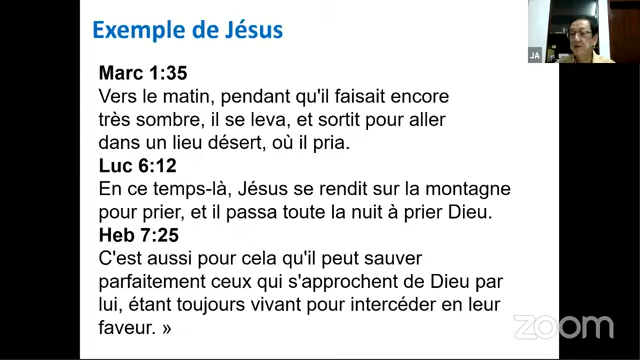 Exemple de Jésus
JA
Marc 1:35
Vers le matin, pendant qu'il faisait encore
très sombre, il se leva, et sortit pour aller
dans un lieu désert, où il pria.
Luc 6:12
En ce temps-là, Jésus se rendit sur la montagne
pour prier, et il passa toute la nuit à prier Dieu.
Heb 7:25
C'est aussi pour cela qu'il peut sauver
parfaitement ceux qui s'approchent de Dieu par
lui, étant toujours vivant pour intercéder en leur
faveur. »
zoom